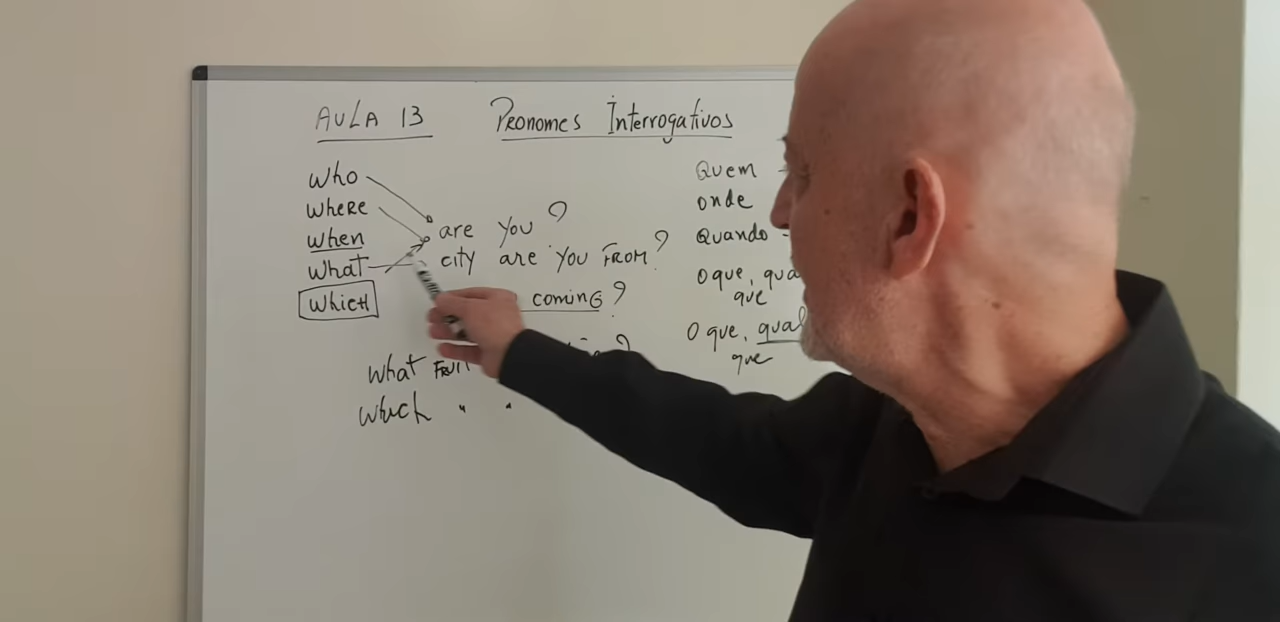 AULA 13 Pronomes Interrogativos
Who
Where
When
What
Which
are you?
city are you from?
coming?
What
Which " "
Quem
onde
Quando
O que,
que
O que, qual
que